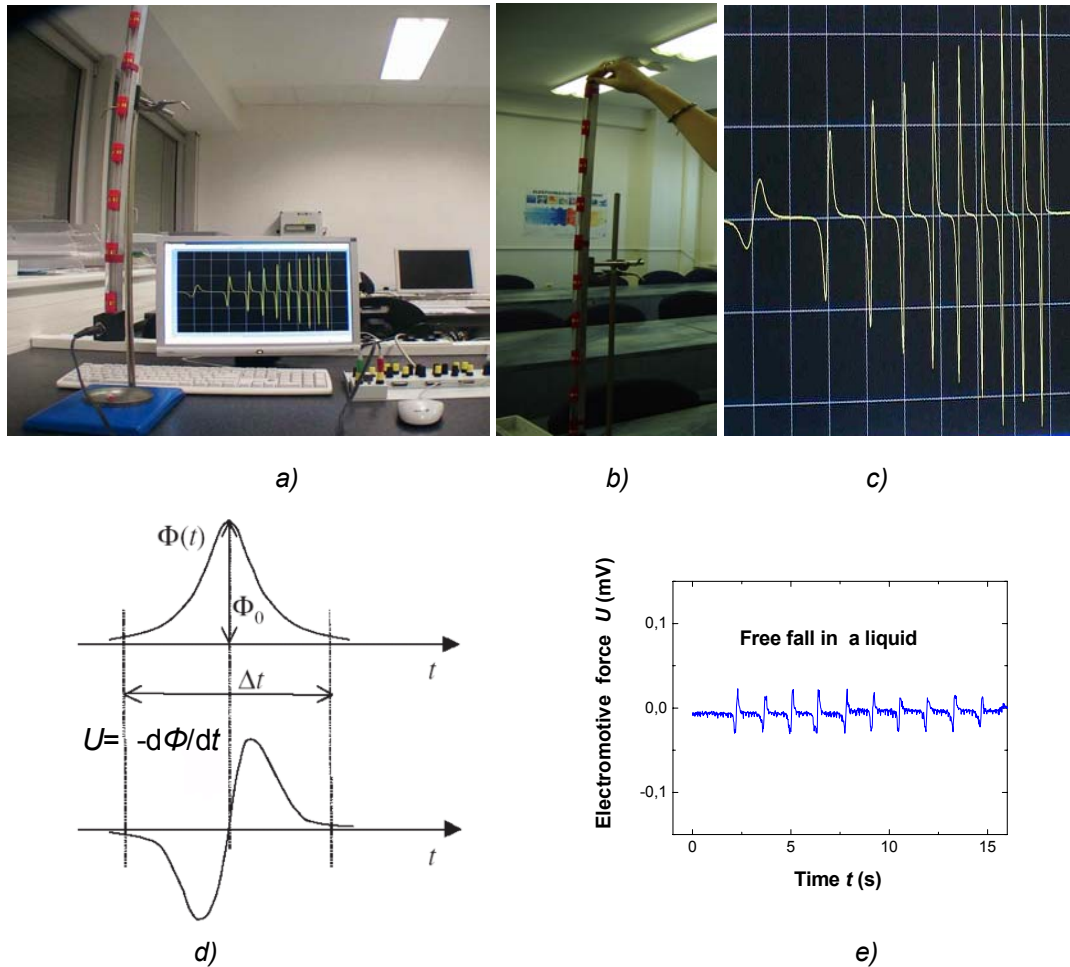 a)
b)
c)
Φ(t)
Φ₀
t
Δt
U= -dΦ/dt
t
d)
Electromotive force U (mV)
0,1
0,0
-0,1
Free fall in a liquid
0
5
10
15
Time t (s)
e)